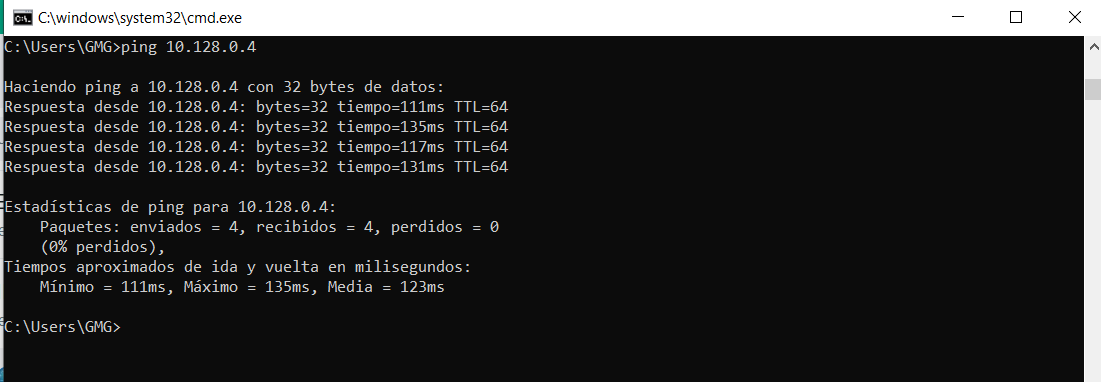 C:\windows\system32\cmd.exe
C:\Users\GMG>ping 10.128.0.4
Haciendo ping a 10.128.0.4 con 32 bytes de datos:
Respuesta desde 10.128.0.4: bytes=32 tiempo=111ms TTL=64
Respuesta desde 10.128.0.4: bytes=32 tiempo=135ms TTL=64
Respuesta desde 10.128.0.4: bytes=32 tiempo=117ms TTL=64
Respuesta desde 10.128.0.4: bytes=32 tiempo=131ms TTL=64
Estadísticas de ping para 10.128.0.4:
Paquetes: enviados = 4, recibidos = 4, perdidos = 0
(0% perdidos),
Tiempos aproximados de ida y vuelta en milisegundos:
Mínimo = 111ms, Máximo = 135ms, Media = 123ms
C:\Users\GMG>